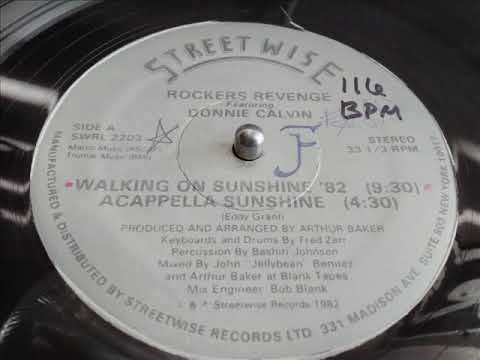 STREETWISE
ROCKERS REVENGE
Featuring
DONNIE CALVIN
116
BPM
SIDE A
SWRL 2203
STEREO
33 1/3 RPM
F
WALKING ON SUNSHINE '82 (9:30)
ACAPPELLA SUNSHINE (4:30)
(Eddy Grant)
PRODUCED AND ARRANGED BY ARTHUR BAKER
Keyboards and Drums By Fred Zarr
Percussion By Bashiri Johnson
Mixed By John "Jellybean" Benitez
and Arthur Baker at Blank Tapes
Mix Engineer Bob Blank
© & ℗ Streetwise Records 1982
MANUFACTURED & DISTRIBUTED BY STREETWISE RECORDS LTD 331 MADISON AVE SUITE 800 NEW YORK